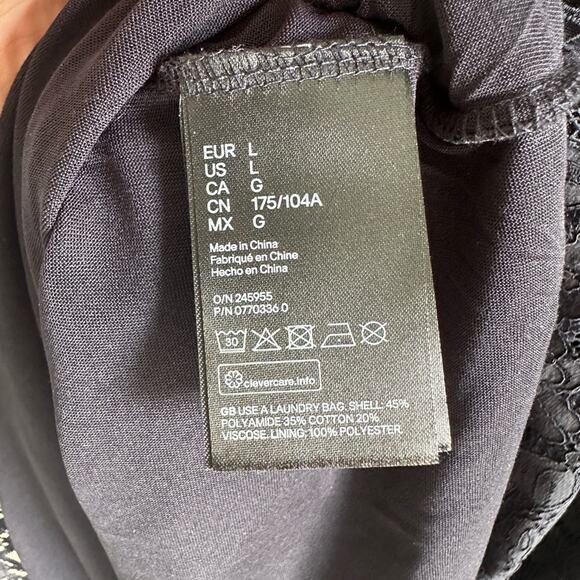 EUR L
US L
CA G
CN 175/104A
MX G
Made in China
Fabriqué en Chine
Hecho en China
O/N 245955
P/N 0770336 0
30
clevercare.info
GB USE A LAUNDRY BAG. SHELL: 45%
POLYAMIDE 35% COTTON 20%
VISCOSE. LINING: 100% POLYESTER.